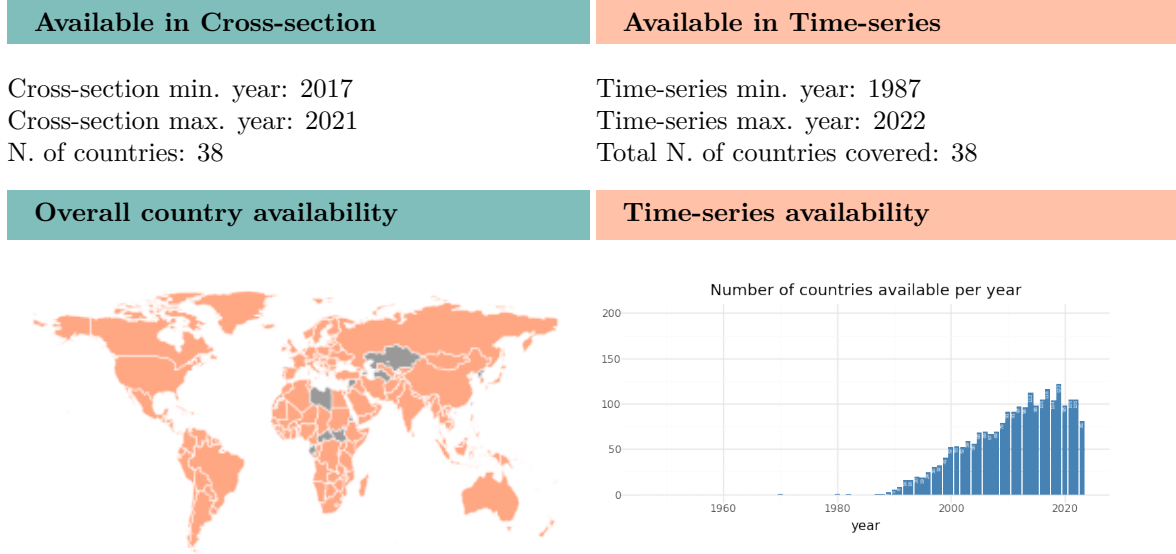 Available in Cross-section
Available in Time-series
Cross-section min. year: 2017
Cross-section max. year: 2021
N. of countries: 38
Time-series min. year: 1987
Time-series max. year: 2022
Total N. of countries covered: 38
Overall country availability
Time-series availability
Number of countries available per year
200
150
100
50
0
1960
1980
2000
2020
year